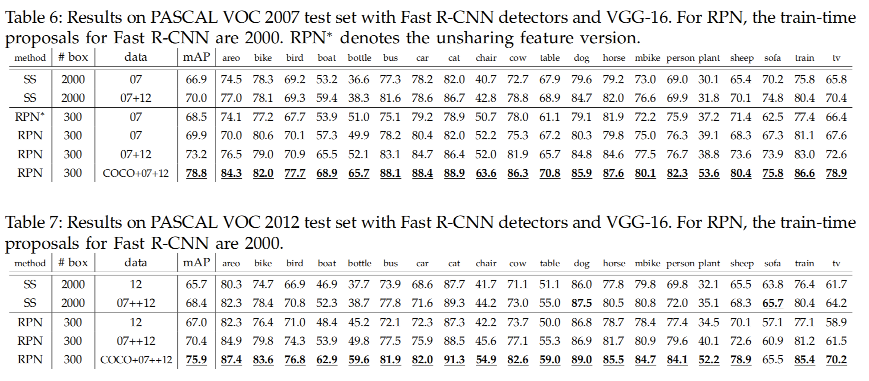 Table 6: Results on PASCAL VOC 2007 test set with Fast R-CNN detectors and VGG-16. For RPN, the train-time
proposals for Fast R-CNN are 2000. RPN* denotes the unsharing feature version.
method # box data mAP areo bike bird boat bottle bus car cat chair cow table dog horse mbike person plant sheep sofa train tv
SS 2000 07 66.9 74.5 78.3 69.2 53.2 36.6 77.3 78.2 82.0 40.7 72.7 67.9 79.6 79.2 73.0 69.0 30.1 65.4 70.2 75.8 65.8
SS 2000 07+12 70.0 77.0 78.1 69.3 59.4 38.3 81.6 78.6 86.7 42.8 78.8 68.9 84.7 82.0 76.6 69.9 31.8 70.1 74.8 80.4 70.4
RPN* 300 07 68.5 74.1 77.2 67.7 53.9 51.0 75.1 79.2 78.9 50.7 78.0 61.1 79.1 81.9 72.2 75.9 37.2 71.4 62.5 77.4 66.4
RPN 300 07 69.9 70.0 80.6 70.1 57.3 49.9 78.2 80.4 82.0 52.2 75.3 67.2 80.3 79.8 75.0 76.3 39.1 68.3 67.3 81.1 67.6
RPN 300 07+12 73.2 76.5 79.0 70.9 65.5 52.1 83.1 84.7 86.4 52.0 81.9 65.7 84.8 84.6 77.5 76.7 38.8 73.6 73.9 83.0 72.6
RPN 300 COCO+07+12 78.8 84.3 82.0 77.7 68.9 65.7 88.1 88.4 88.9 63.6 86.3 70.8 85.9 87.6 80.1 82.3 53.6 80.4 75.8 86.6 78.9
Table 7: Results on PASCAL VOC 2012 test set with Fast R-CNN detectors and VGG-16. For RPN, the train-time
proposals for Fast R-CNN are 2000.
method # box data mAP areo bike bird boat bottle bus car cat chair cow table dog horse mbike person plant sheep sofa train tv
SS 2000 12 65.7 80.3 74.7 66.9 46.9 37.7 73.9 68.6 87.7 41.7 71.1 51.1 86.0 77.8 79.8 69.8 32.1 65.5 63.8 76.4 61.7
SS 2000 07++12 68.4 82.3 78.4 70.8 52.3 38.7 77.8 71.6 89.3 44.2 73.0 55.0 87.5 80.5 80.8 72.0 35.1 68.3 65.7 80.4 64.2
RPN 300 12 67.0 82.3 76.4 71.0 48.4 45.2 72.1 72.3 87.3 42.2 73.7 50.0 86.8 78.7 78.4 77.4 34.5 70.1 57.1 77.1 58.9
RPN 300 07++12 70.4 84.9 79.8 74.3 53.9 49.8 77.5 75.9 88.5 45.6 77.1 55.3 86.9 81.7 80.9 79.6 40.1 72.6 60.9 81.2 61.5
RPN 300 COCO+07++12 75.9 87.4 83.6 76.8 62.9 59.6 81.9 82.0 91.3 54.9 82.6 59.0 89.0 85.5 84.7 84.1 52.2 78.9 65.5 85.4 70.2